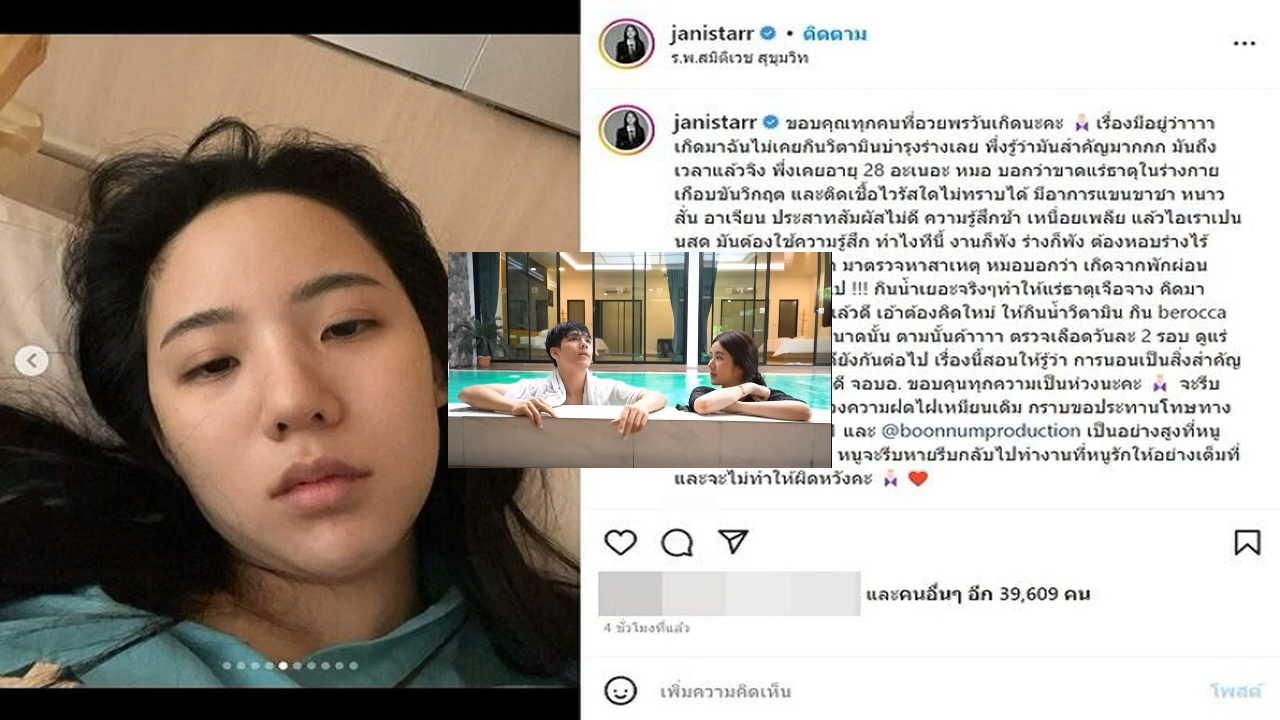 janistarr • ติดตาม
ร.พ.สมิติเวช สุขุมวิท
janistarr ขอบคุณทุกคนที่อวยพรวันเกิดนะคะ 🙇🏻‍♀️ เรื่องมีอยู่ว่าาาา
เกิดมาฉันไม่เคยกินวิตามินบำรุงร่างเลย พึ่งรู้ว่ามันสำคัญมากกก มันถึง
เวลาแล้วจิง พึ่งเคยอายุ 28 อะเนอะ หมอ บอกว่าขาดแร่ธาตุในร่างกาย
เกือบขันวิกฤต และติดเชื้อไวรัสใดไม่ทราบได้ มีอาการแขนขาชา หนาว
สั่น อาเจียน ประสาทสัมผัสไม่ดี ความรู้สึกช้า เหนื่อยเพลีย แล้วไอเราเปน
นสด มันต้องใช้ความรู้สึก ทำไงทีนี้ งานก็พัง ร่างก็พัง ต้องหอบร่างไร้
มาตรวจหาสาเหตุ หมอบอกว่า เกิดจากพักผ่อน
ป !!! กินน้ำเยอะจริงๆทำให้แร่ธาตุเจือจาง คิดมา
ล้วดี เอ้าต้องคิดใหม่ ให้กินน้ำวิตามิน กิน berocca
นาดนั้น ตามนั้นค้าาาา ตรวจเลือดวันละ 2 รอบ ดูแร่
ยังกันต่อไป เรื่องนี้สอนให้รู้ว่า การนอนเป็นสิ่งสำคัญ
ดี จอบอ. ขอบคุนทุกความเป็นห่วงนะคะ 🙇🏻‍♀️ จะรีบ
งความฝดไฝเหมียนเดิม กราบขอประทานโทษทาง
และ @boonnumproduction เป็นอย่างสูงที่หนู
หนูจะรีบหายรีบกลับไปทำงานที่หนูรักให้อย่างเต็มที่
และจะไม่ทำให้ผิดหวังคะ 🙇🏻‍♀️ ❤️
และคนอื่นๆ อีก 39,609 คน
4 ชั่วโมงที่แล้ว
เพิ่มความคิดเห็น
โพสต์